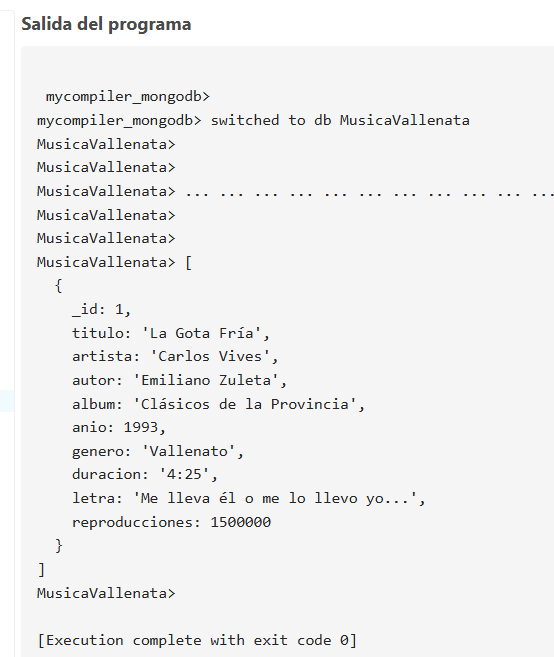 Salida del programa
mycompiler_mongodb>
mycompiler_mongodb> switched to db MusicaVallenata
MusicaVallenata>
MusicaVallenata>
MusicaVallenata> ... ... ... ... ... ... ... ... ... ... ...
MusicaVallenata>
MusicaVallenata>
MusicaVallenata> [
{
_id: 1,
titulo: 'La Gota Fría',
artista: 'Carlos Vives',
autor: 'Emiliano Zuleta',
album: 'Clásicos de la Provincia',
anio: 1993,
genero: 'Vallenato',
duracion: '4:25',
letra: 'Me lleva él o me lo llevo yo...',
reproducciones: 1500000
}
]
MusicaVallenata>
[Execution complete with exit code 0]